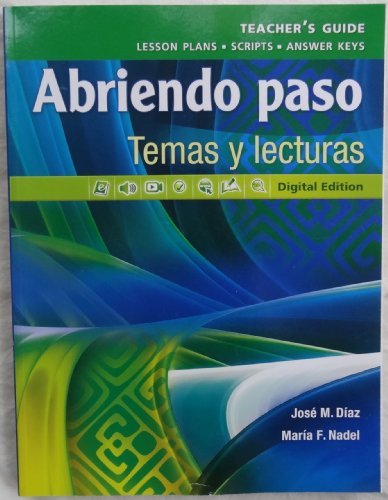 TEACHER'S GUIDE
LESSON PLANS ▪ SCRIPTS ▪ ANSWER KEYS
Abriendo paso
Temas y lecturas
Digital Edition
José M. Díaz
María F. Nadel